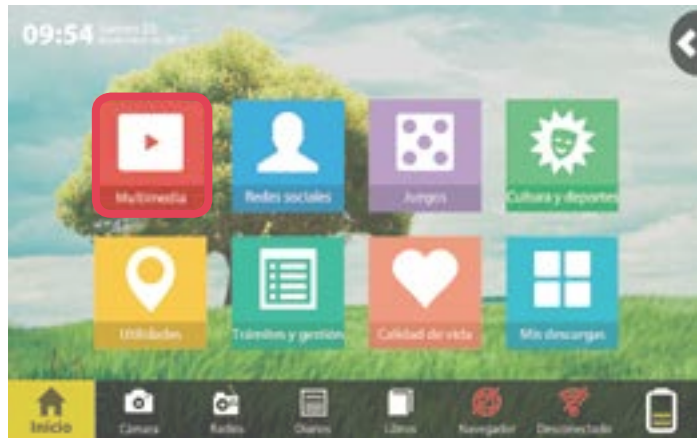 09:54
Multimedia
Redes sociales
Juegos
Cultura y deportes
Utilidades
Trámites y gestión
Calidad de vida
Mis descargas
Inicio
Cámara
Radios
Diarios
Libros
Navegador
Desconectado